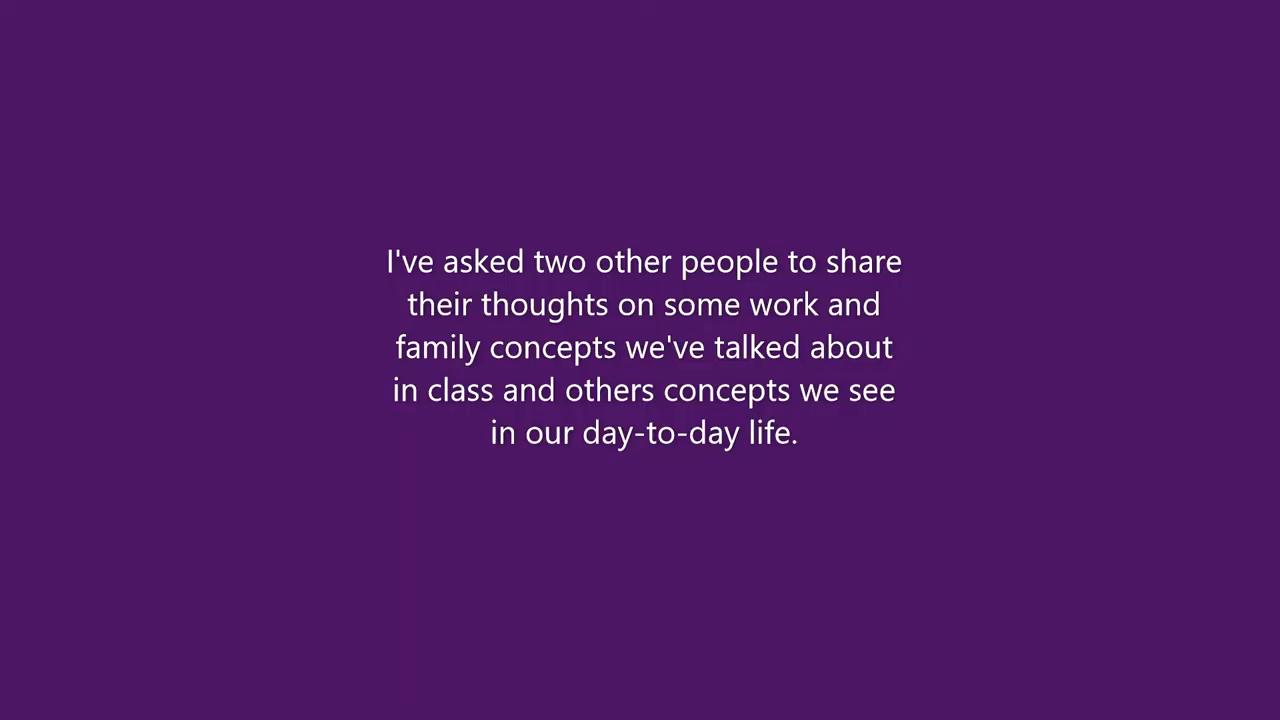 I've asked two other people to share
their thoughts on some work and
family concepts we've talked about
in class and others concepts we see
in our day-to-day life.